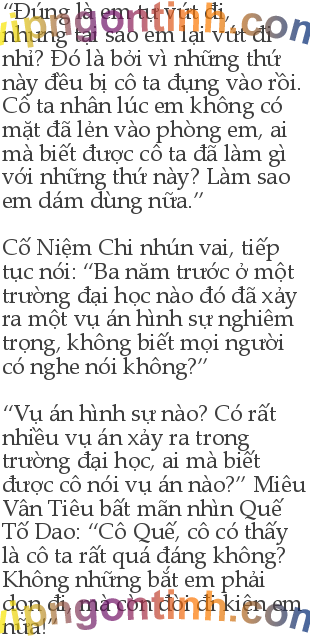 “Đúng là em tự vứt đi,
nhưng tại sao em lại vứt đi
nhỉ? Đó là bởi vì những thứ
này đều bị cô ta đụng vào rồi.
Cô ta nhân lúc em không có
mặt đã lẻn vào phòng em, ai
mà biết được cô ta đã làm gì
với những thứ này? Làm sao
em dám dùng nữa.”

Cố Niệm Chi nhún vai, tiếp
tục nói: “Ba năm trước ở một
trường đại học nào đó đã xảy
ra một vụ án hình sự nghiêm
trọng, không biết mọi người
có nghe nói không?”

“Vụ án hình sự nào? Có rất
nhiều vụ án xảy ra trong
trường đại học, ai mà biết
được cô nói vụ án nào?” Miêu
Vân Tiêu bất mãn nhìn Quế
Tố Dao: “Cô Quế, cô có thấy
là cô ta rất quá đáng không?
Không những bắt em phải
dọn đi, mà còn đòi đi kiện em
nữa!”
vipngontinh.com
vipngontinh.com